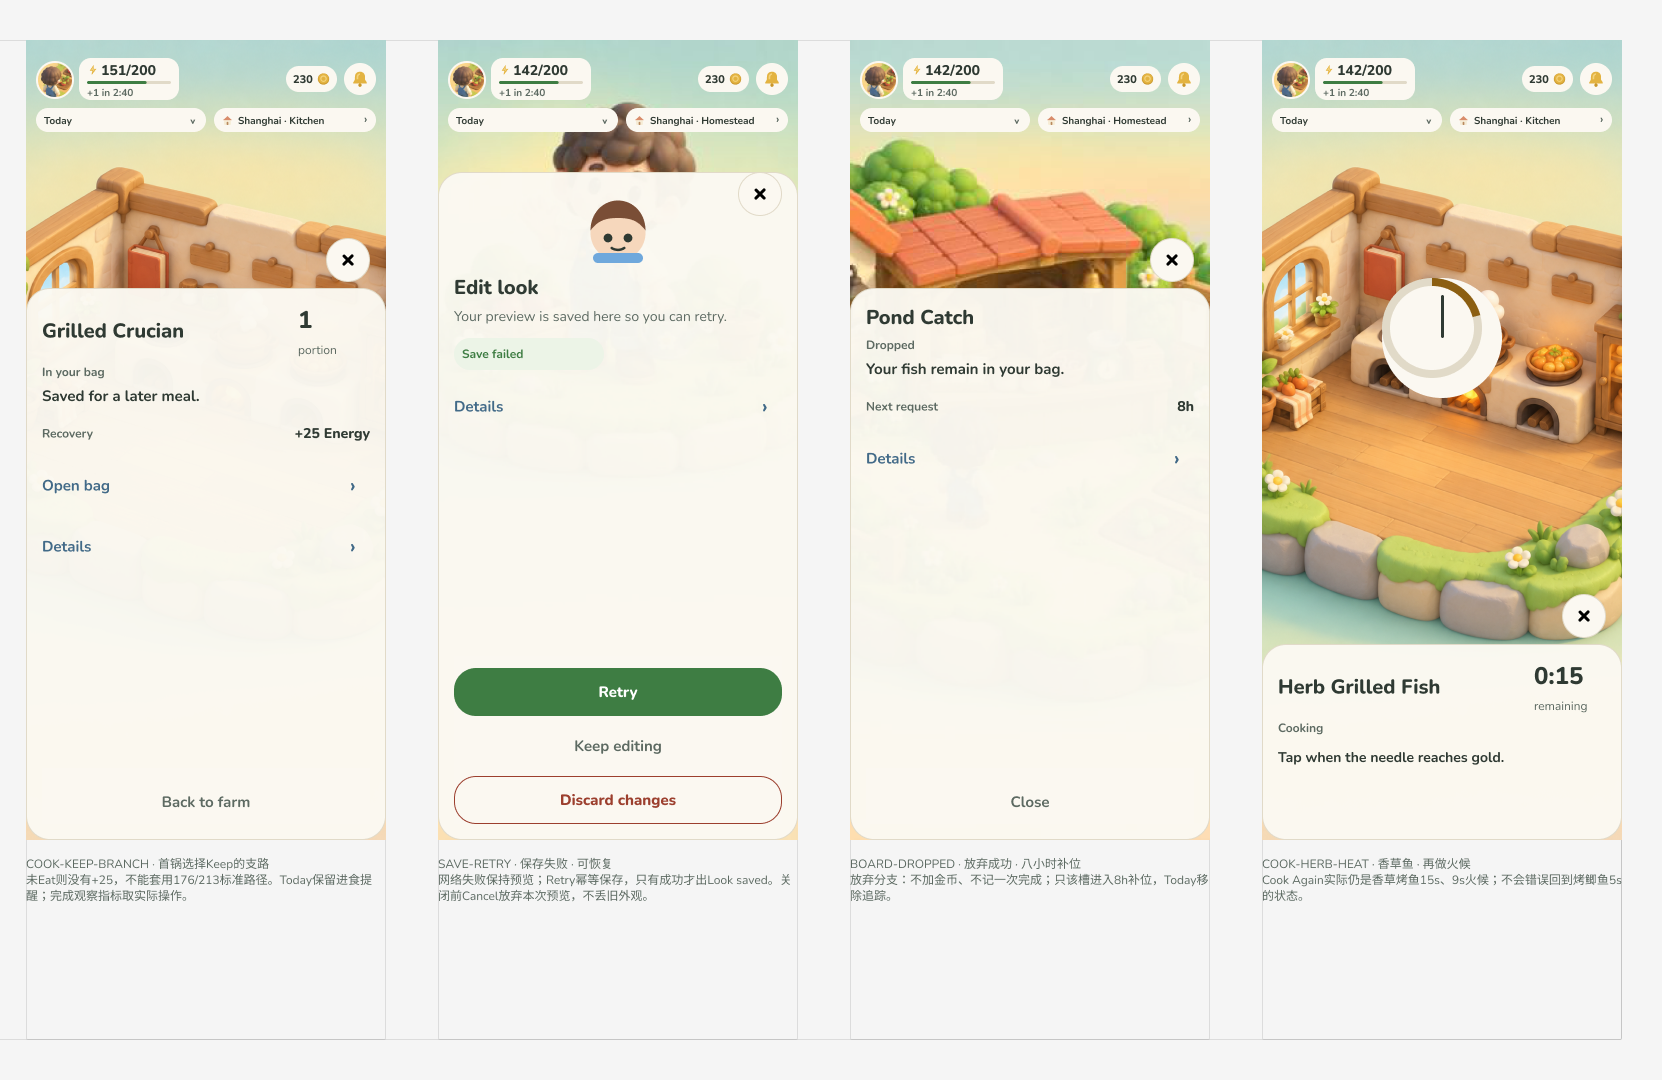 151/200
+1 in 2:40
230
Today
Shanghai · Kitchen
Grilled Crucian
1
portion
In your bag
Saved for a later meal.
Recovery
+25 Energy
Open bag
Details
Back to farm
COOK-KEEP-BRANCH · 首锅选择Keep的支路
未Eat则没有+25，不能套用176/213标准路径。Today保留进食提
醒；完成观察指标取实际操作。
142/200
+1 in 2:40
230
Today
Shanghai · Homestead
Edit look
Your preview is saved here so you can retry.
Save failed
Details
Retry
Keep editing
Discard changes
SAVE-RETRY · 保存失败 · 可恢复
网络失败保持预览；Retry幂等保存，只有成功才出Look saved。关
闭前Cancel放弃本次预览，不丢旧外观。
142/200
+1 in 2:40
230
Today
Shanghai · Homestead
Pond Catch
Dropped
Your fish remain in your bag.
Next request
8h
Details
Close
BOARD-DROPPED · 放弃成功 · 八小时补位
放弃分支：不加金币、不记一次完成；只该槽进入8h补位，Today移
除追踪。
142/200
+1 in 2:40
230
Today
Shanghai · Kitchen
Herb Grilled Fish
0:15
remaining
Cooking
Tap when the needle reaches gold.
COOK-HERB-HEAT · 香草鱼 · 再做火候
Cook Again实际仍是香草烤鱼15s、9s火候；不会错误回到烤鲫鱼5s
的状态。